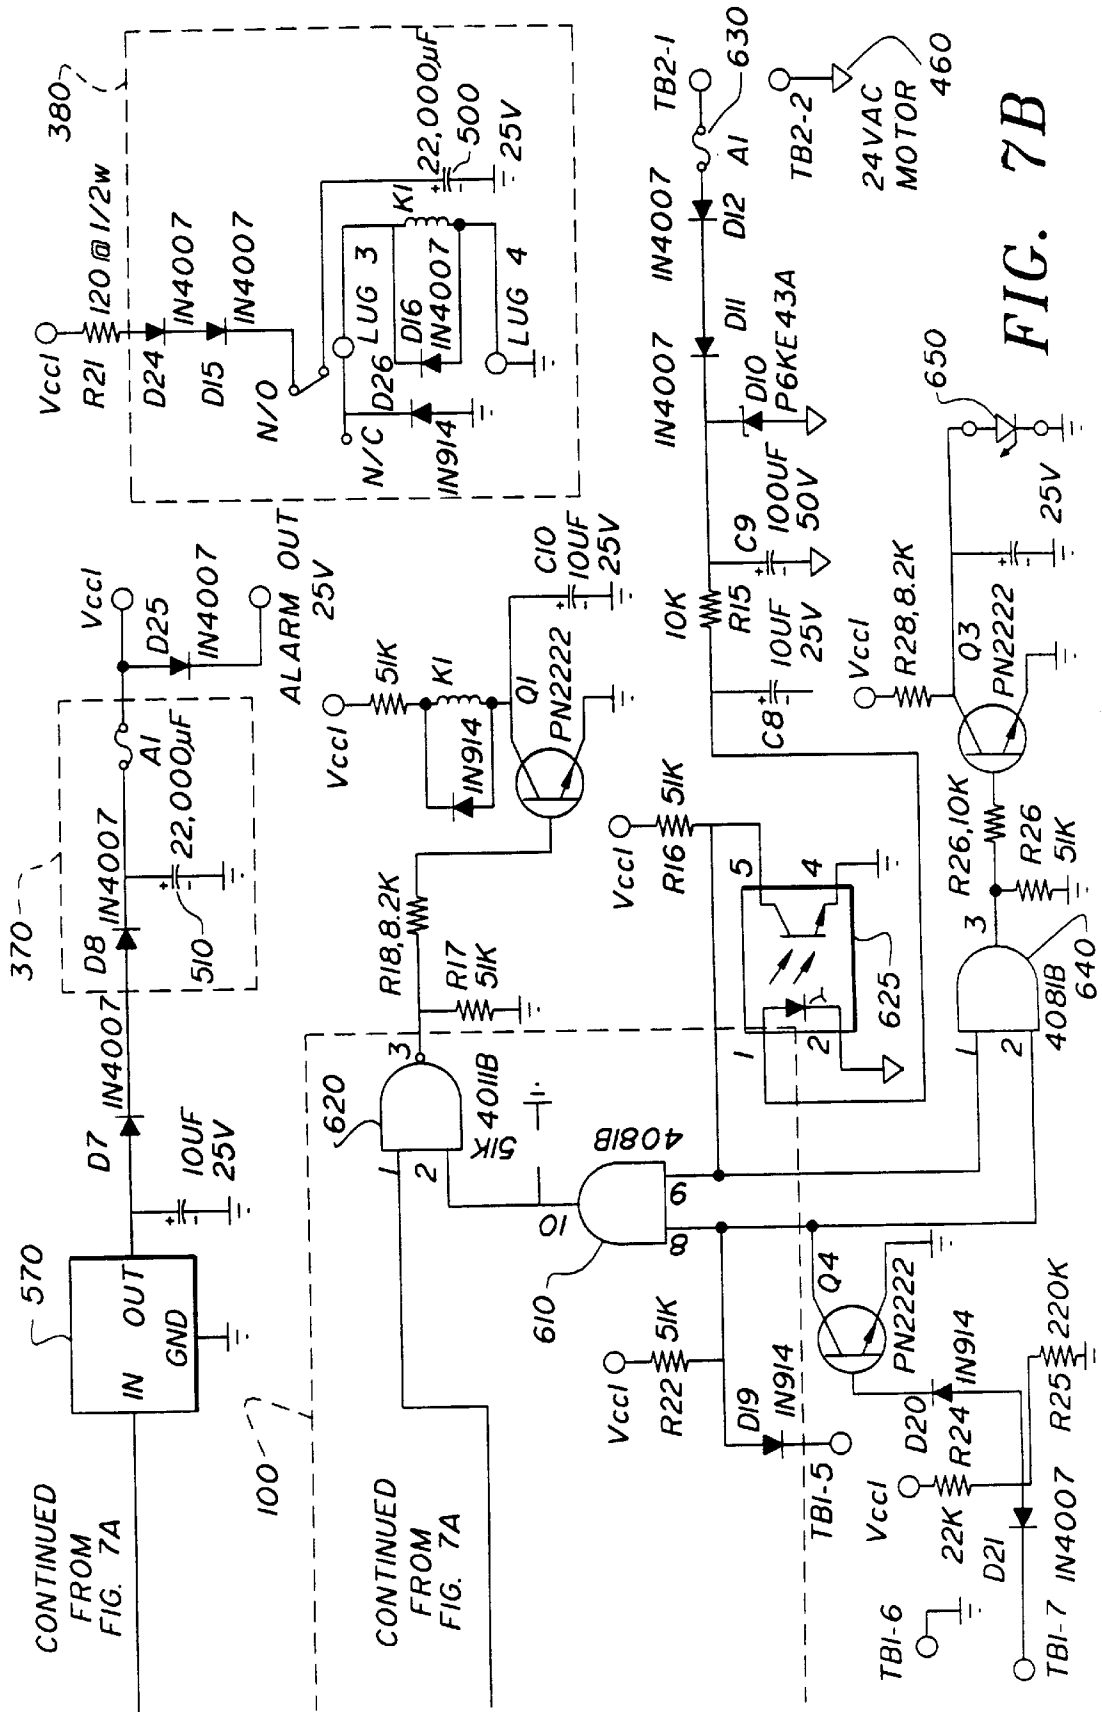 CONTINUED
FROM
FIG. 7A
570
IN
OUT
GND
10UF
25V
D7
IN4007
370
D8
IN4007
22,000µF
510
A1
Vcc1
D25
IN4007
ALARM OUT
25V
380
Vcc1
R21
120@1/2w
D24
IN4007
D15
IN4007
N/O
N/C
LUG 3
K1
22,000µF
500
25V
D26
D16
IN4007
IN914
LUG 4
100
CONTINUED
FROM
FIG. 7A
620
1
2
3
4011B
R18,8.2K
R17
51K
Vcc1
51K
K1
IN914
Q1
PN2222
C10
10UF
25V
51K
10
610
4081B
8
9
Vcc1
R22
51K
D19
IN914
TB1-5
Vcc1
R16
51K
1
2
5
4
625
10K
R15
C8
10UF
25V
C9
100UF
50V
D10
P6KE43A
IN4007
D11
IN4007
D12
A1
630
TB2-1
TB2-2
24VAC
MOTOR
460
Q4
PN2222
D20
IN914
Vcc1
R24
22K
R25
220K
D21
IN4007
TB1-6
TB1-7
1
2
3
4081B
640
R26,10K
R26
51K
Vcc1
R28,8.2K
Q3
PN2222
25V
650
FIG. 7B